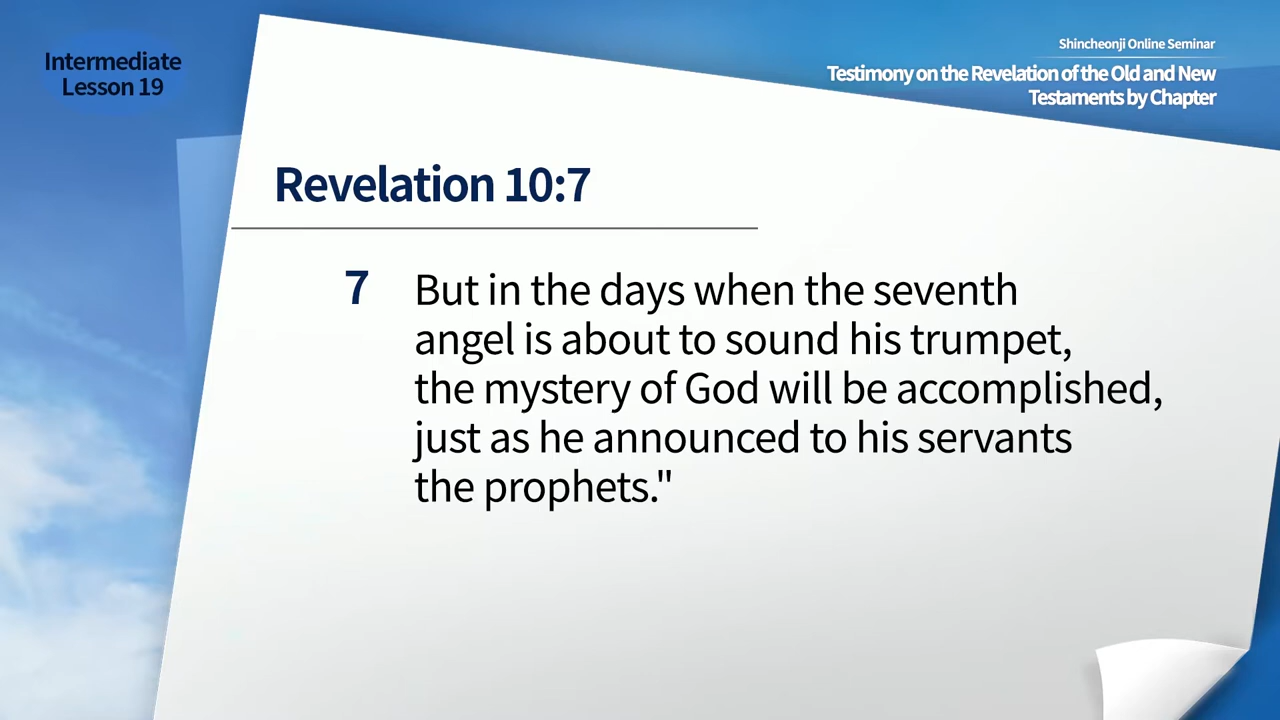 Intermediate
Lesson 19
Shincheonji Online Seminar
Testimony on the Revelation of the Old and New
Testaments by Chapter
Revelation 10:7
7 But in the days when the seventh
angel is about to sound his trumpet,
the mystery of God will be accomplished,
just as he announced to his servants
the prophets."